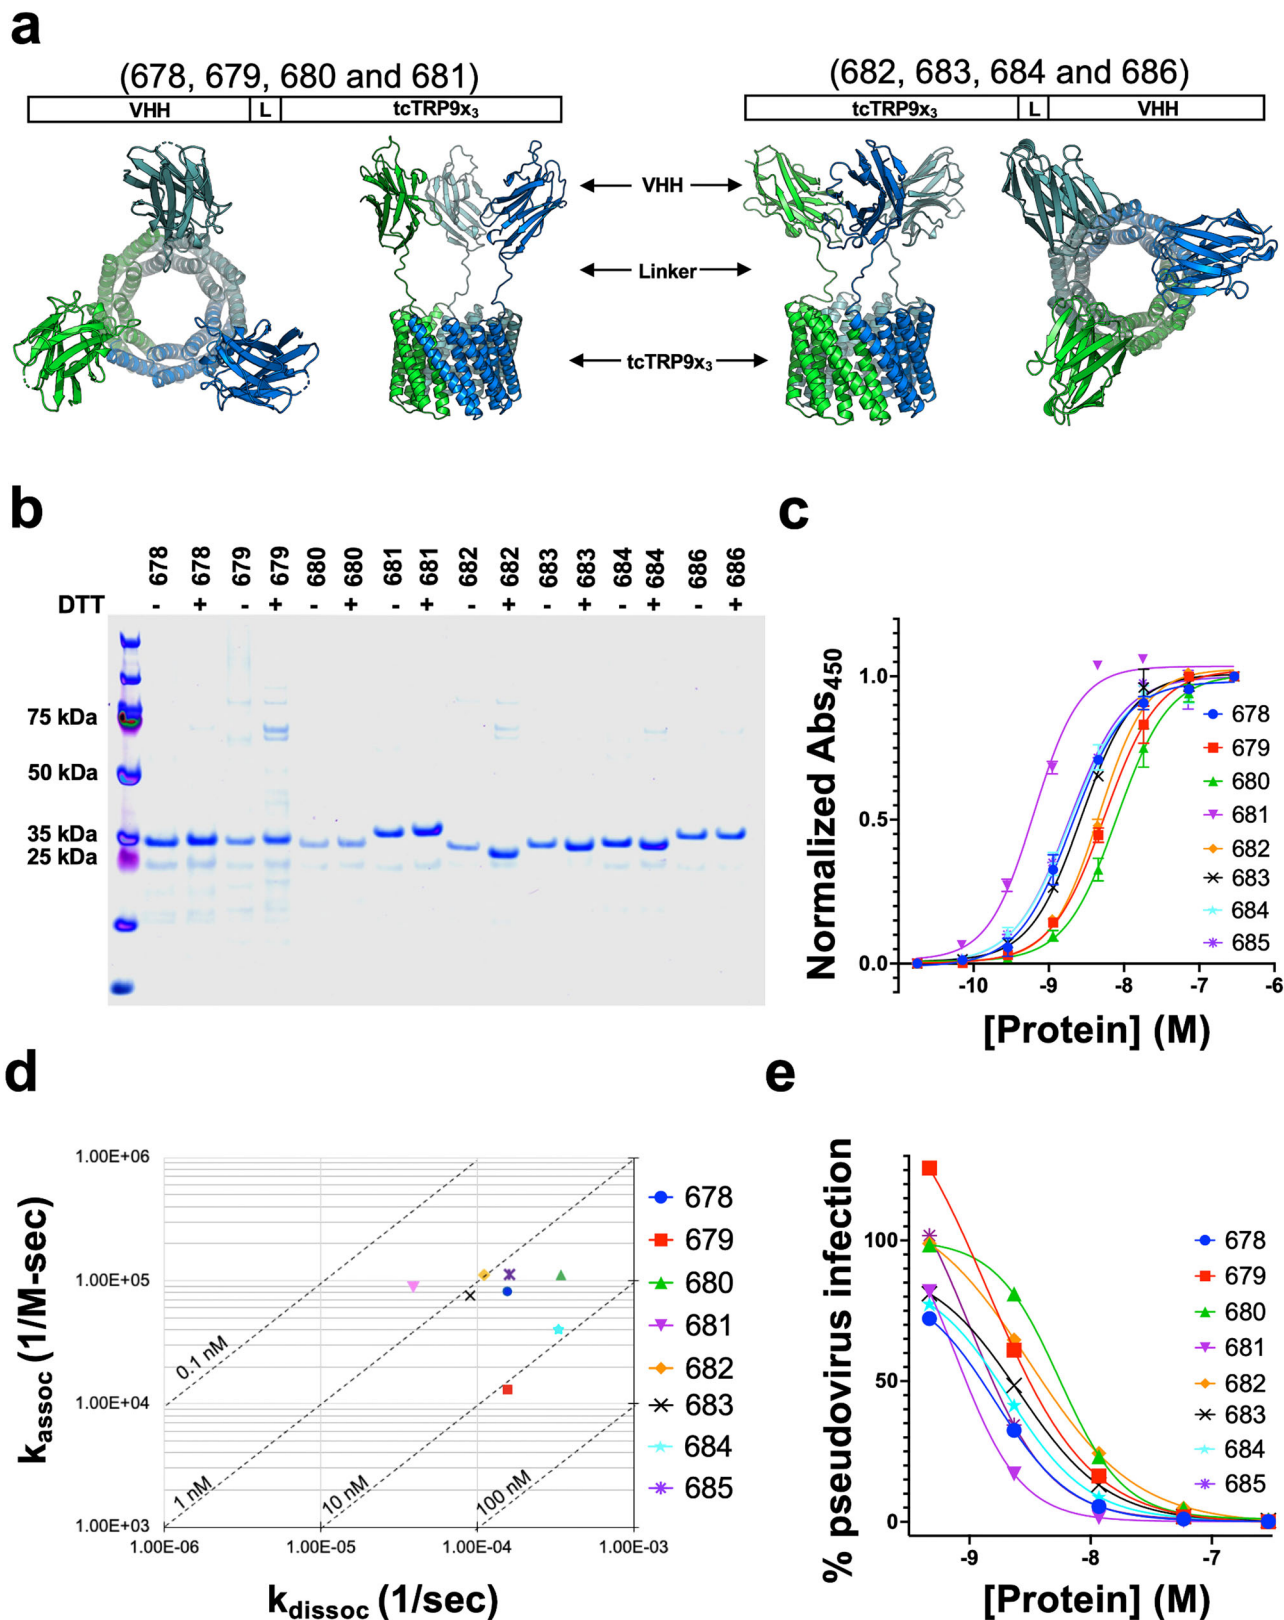 a
(678, 679, 680 and 681)
VHH L tcTRP9x3
(682, 683, 684 and 686)
tcTRP9x3 L VHH
VHH
Linker
tcTRP9x3
b
678 678 679 679 680 680 681 681 682 682 683 683 684 684 686 686
DTT - + - + - + - + - + - + - + - +
75 kDa
50 kDa
35 kDa
25 kDa
c
Normalized Abs450
1.0
0.5
0.0
-10 -9 -8 -7 -6
[Protein] (M)
678
679
680
681
682
683
684
685
d
kassoc (1/M-sec)
1.00E+06
1.00E+05
1.00E+04
1.00E+03
0.1 nM
1 nM
10 nM
100 nM
1.00E-06 1.00E-05 1.00E-04 1.00E-03
kdissoc (1/sec)
678
679
680
681
682
683
684
685
e
% pseudovirus infection
100
50
0
-9 -8 -7
[Protein] (M)
678
679
680
681
682
683
684
685